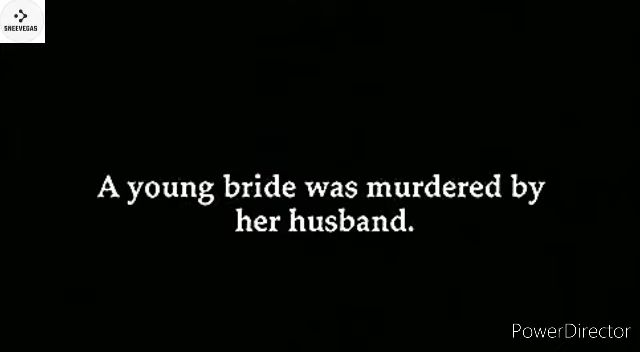 SNEEVEGAS
A young bride was murdered by
her husband.
PowerDirector